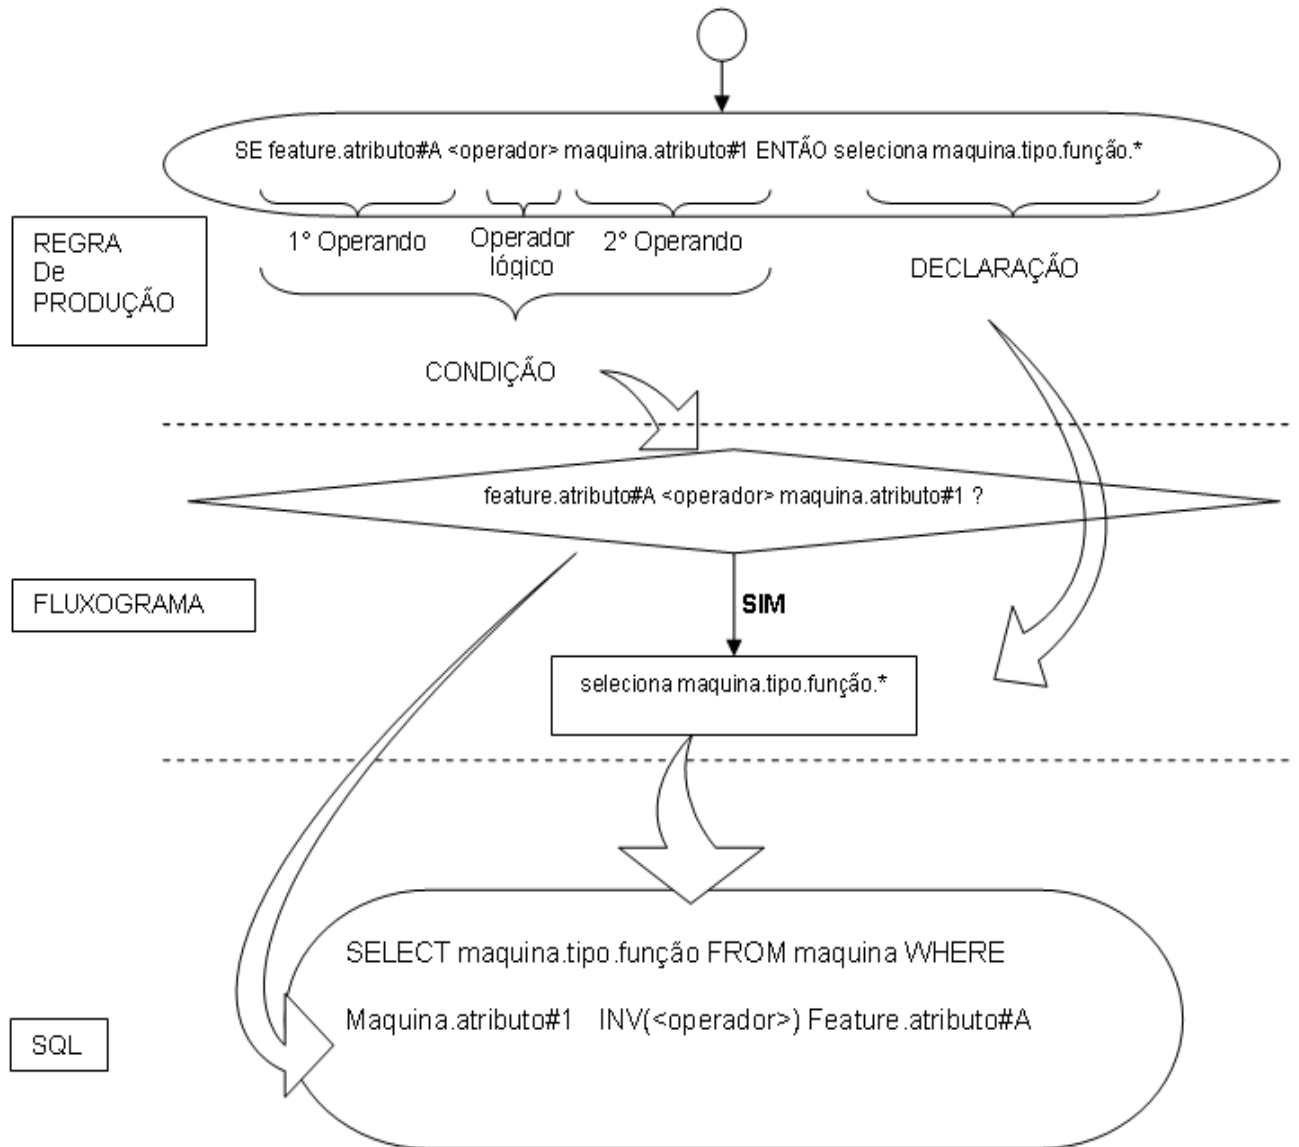 SE feature.atributo#A <operador> maquina.atributo#1 ENTÃO seleciona maquina.tipo.função.*
REGRA
De
PRODUÇÃO
1° Operando
Operador
lógico
2° Operando
DECLARAÇÃO
CONDIÇÃO
feature.atributo#A <operador> maquina.atributo#1 ?
FLUXOGRAMA
SIM
seleciona maquina.tipo.função.*
SELECT maquina.tipo.função FROM maquina WHERE
Maquina.atributo#1 INV(<operador>) Feature.atributo#A
SQL